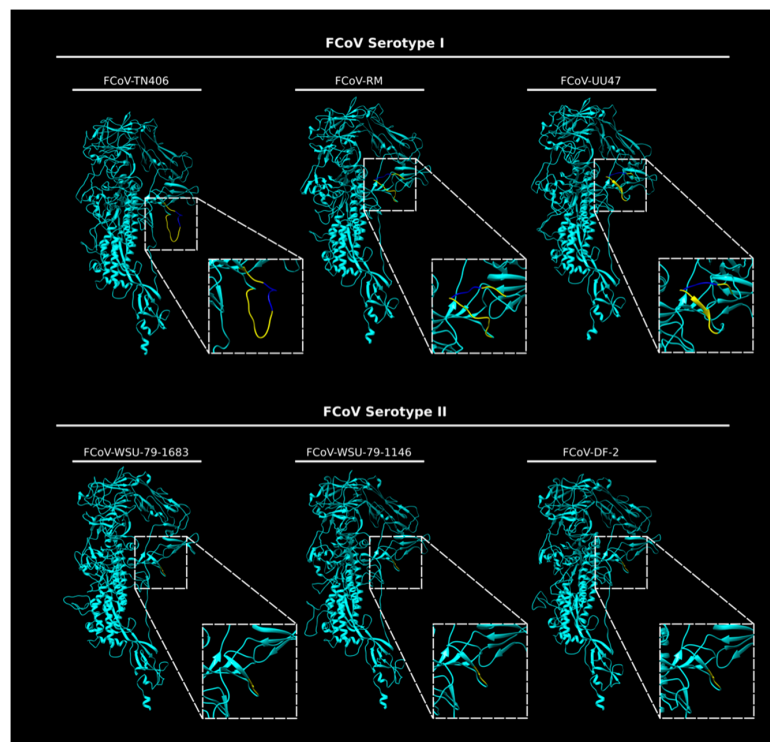 FCoV Serotype I
FCoV-TN406 FCoV-RM FCoV-UU47
FCoV Serotype II
FCoV-WSU-79-1683 FCoV-WSU-79-1146 FCoV-DF-2